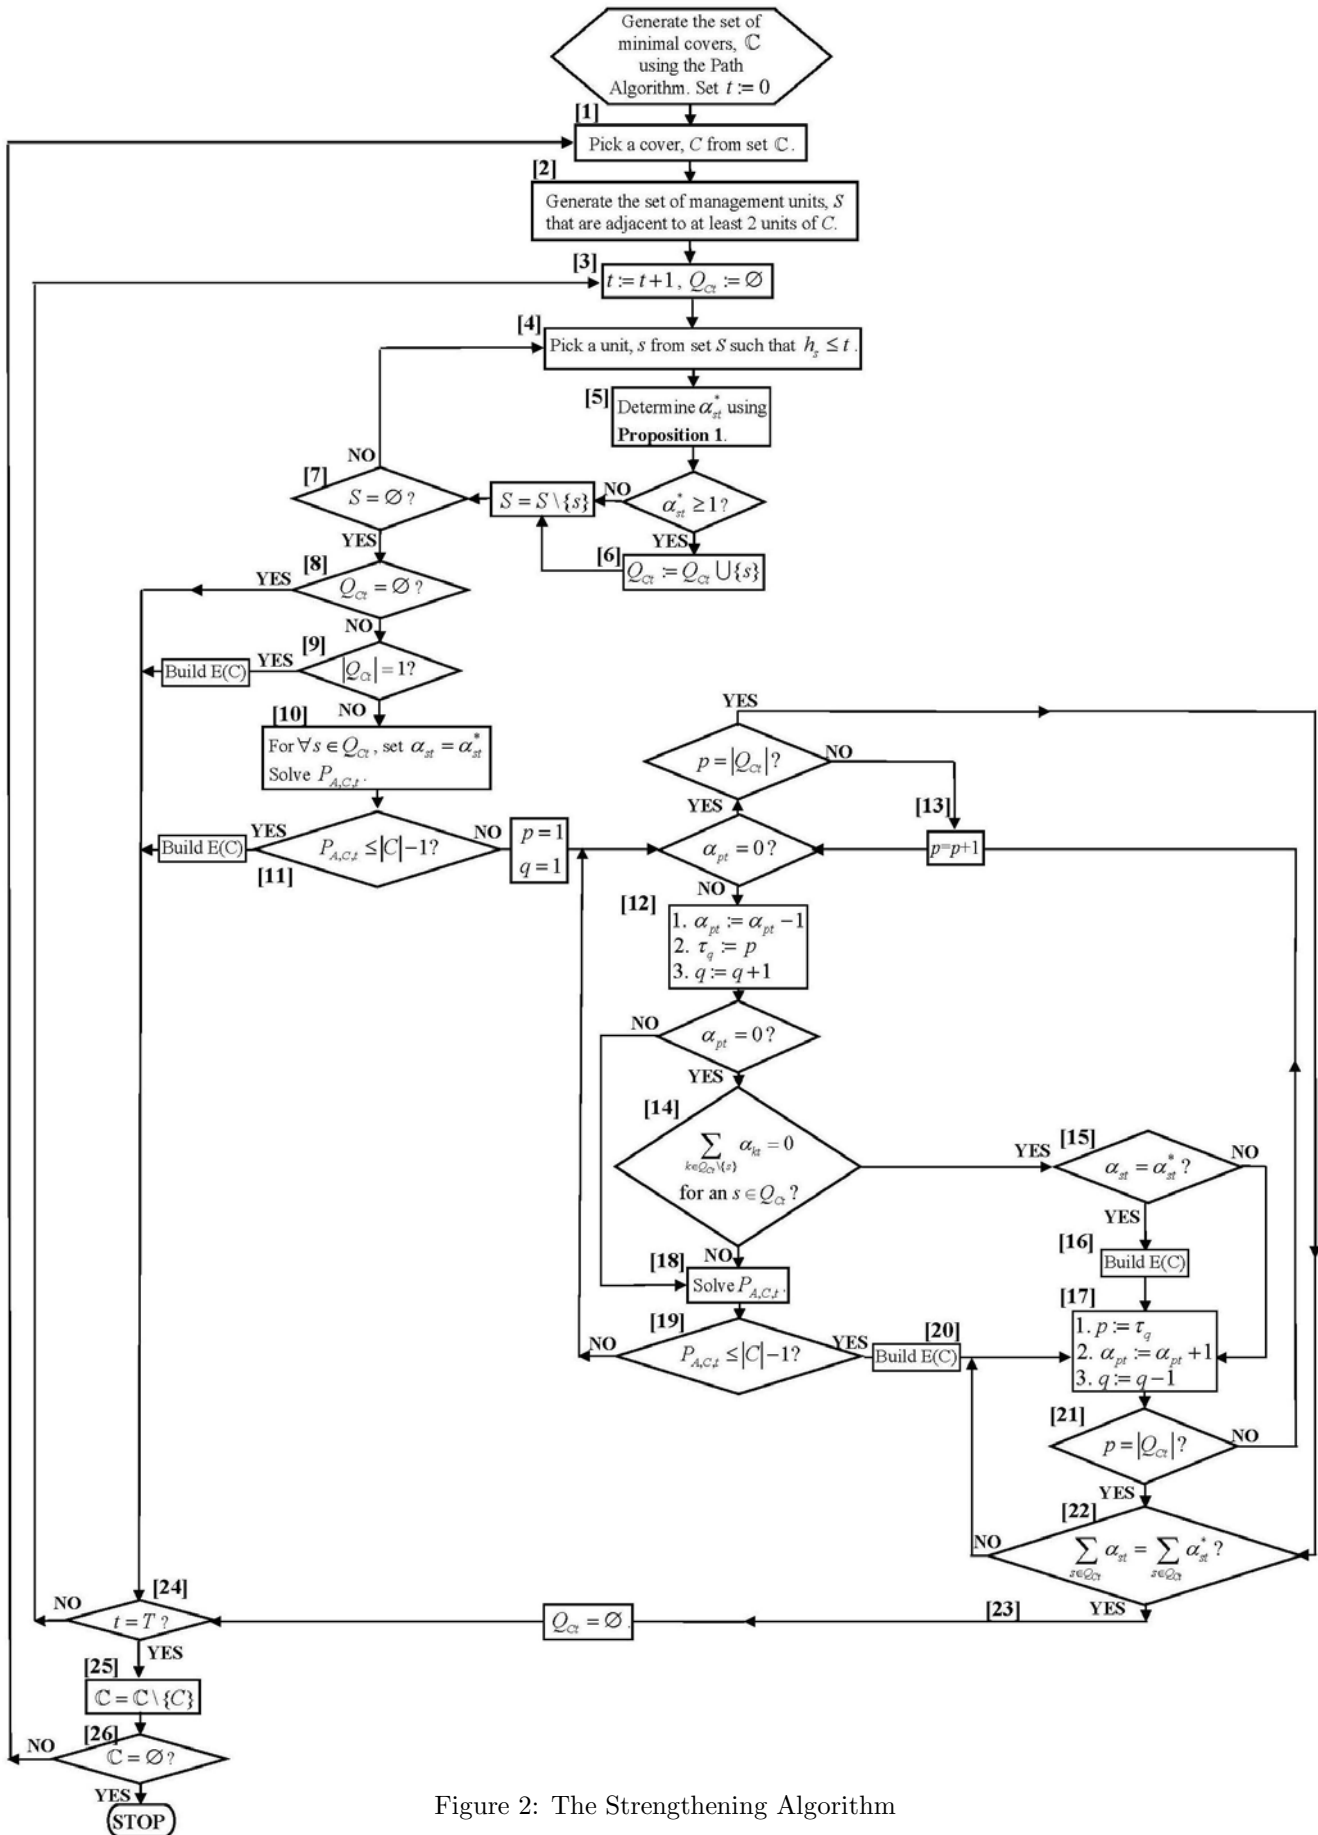 Generate the set of
minimal covers, ℂ
using the Path
Algorithm. Set t := 0
[1]
Pick a cover, C from set ℂ.
[2]
Generate the set of management units, S
that are adjacent to at least 2 units of C.
[3]
t := t+1, Q_Ct := ∅
[4]
Pick a unit, s from set S such that h_s ≤ t.
[5]
Determine α*_st using
Proposition 1.
α*_st ≥ 1?
NO
YES
[6]
Q_Ct := Q_Ct ∪ {s}
S = S \ {s}
[7]
S = ∅?
NO
YES
[8]
Q_Ct = ∅?
YES
NO
[9]
|Q_Ct| = 1?
YES
Build E(C)
NO
[10]
For ∀s ∈ Q_Ct, set α_st = α*_st
Solve P_A,C,t.
[11]
P_A,C,t ≤ |C| − 1?
YES
Build E(C)
NO
p = 1
q = 1
α_pt = 0?
YES
p = |Q_Ct|?
YES
NO
[13]
p=p+1
NO
[12]
1. α_pt := α_pt − 1
2. τ_q := p
3. q := q + 1
α_pt = 0?
NO
YES
[14]
∑_{k∈Q_Ct\{s}} α_kt = 0
for an s ∈ Q_Ct?
YES
NO
[15]
α_st = α*_st?
NO
YES
[16]
Build E(C)
[17]
1. p := τ_q
2. α_pt := α_pt + 1
3. q := q − 1
[18]
Solve P_A,C,t.
[19]
P_A,C,t ≤ |C| − 1?
NO
YES
[20]
Build E(C)
[21]
p = |Q_Ct|?
NO
YES
[22]
∑_{s∈Q_Ct} α_st = ∑_{s∈Q_Ct} α*_st?
NO
YES
[23]
Q_Ct = ∅.
[24]
t = T?
NO
YES
[25]
ℂ = ℂ \ {C}
[26]
ℂ = ∅?
NO
YES
STOP
Figure 2: The Strengthening Algorithm